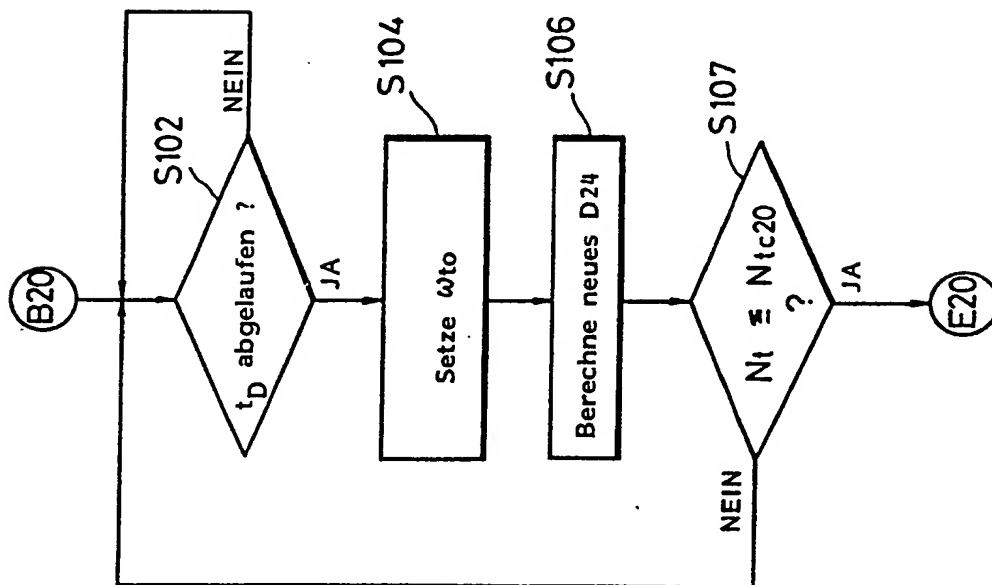 B20
t_D abgelaufen ?
S102
NEIN
JA
Setze ωto
S104
Berechne neues D24
S106
Nt ≦ Ntc20
?
S107
NEIN
JA
E20